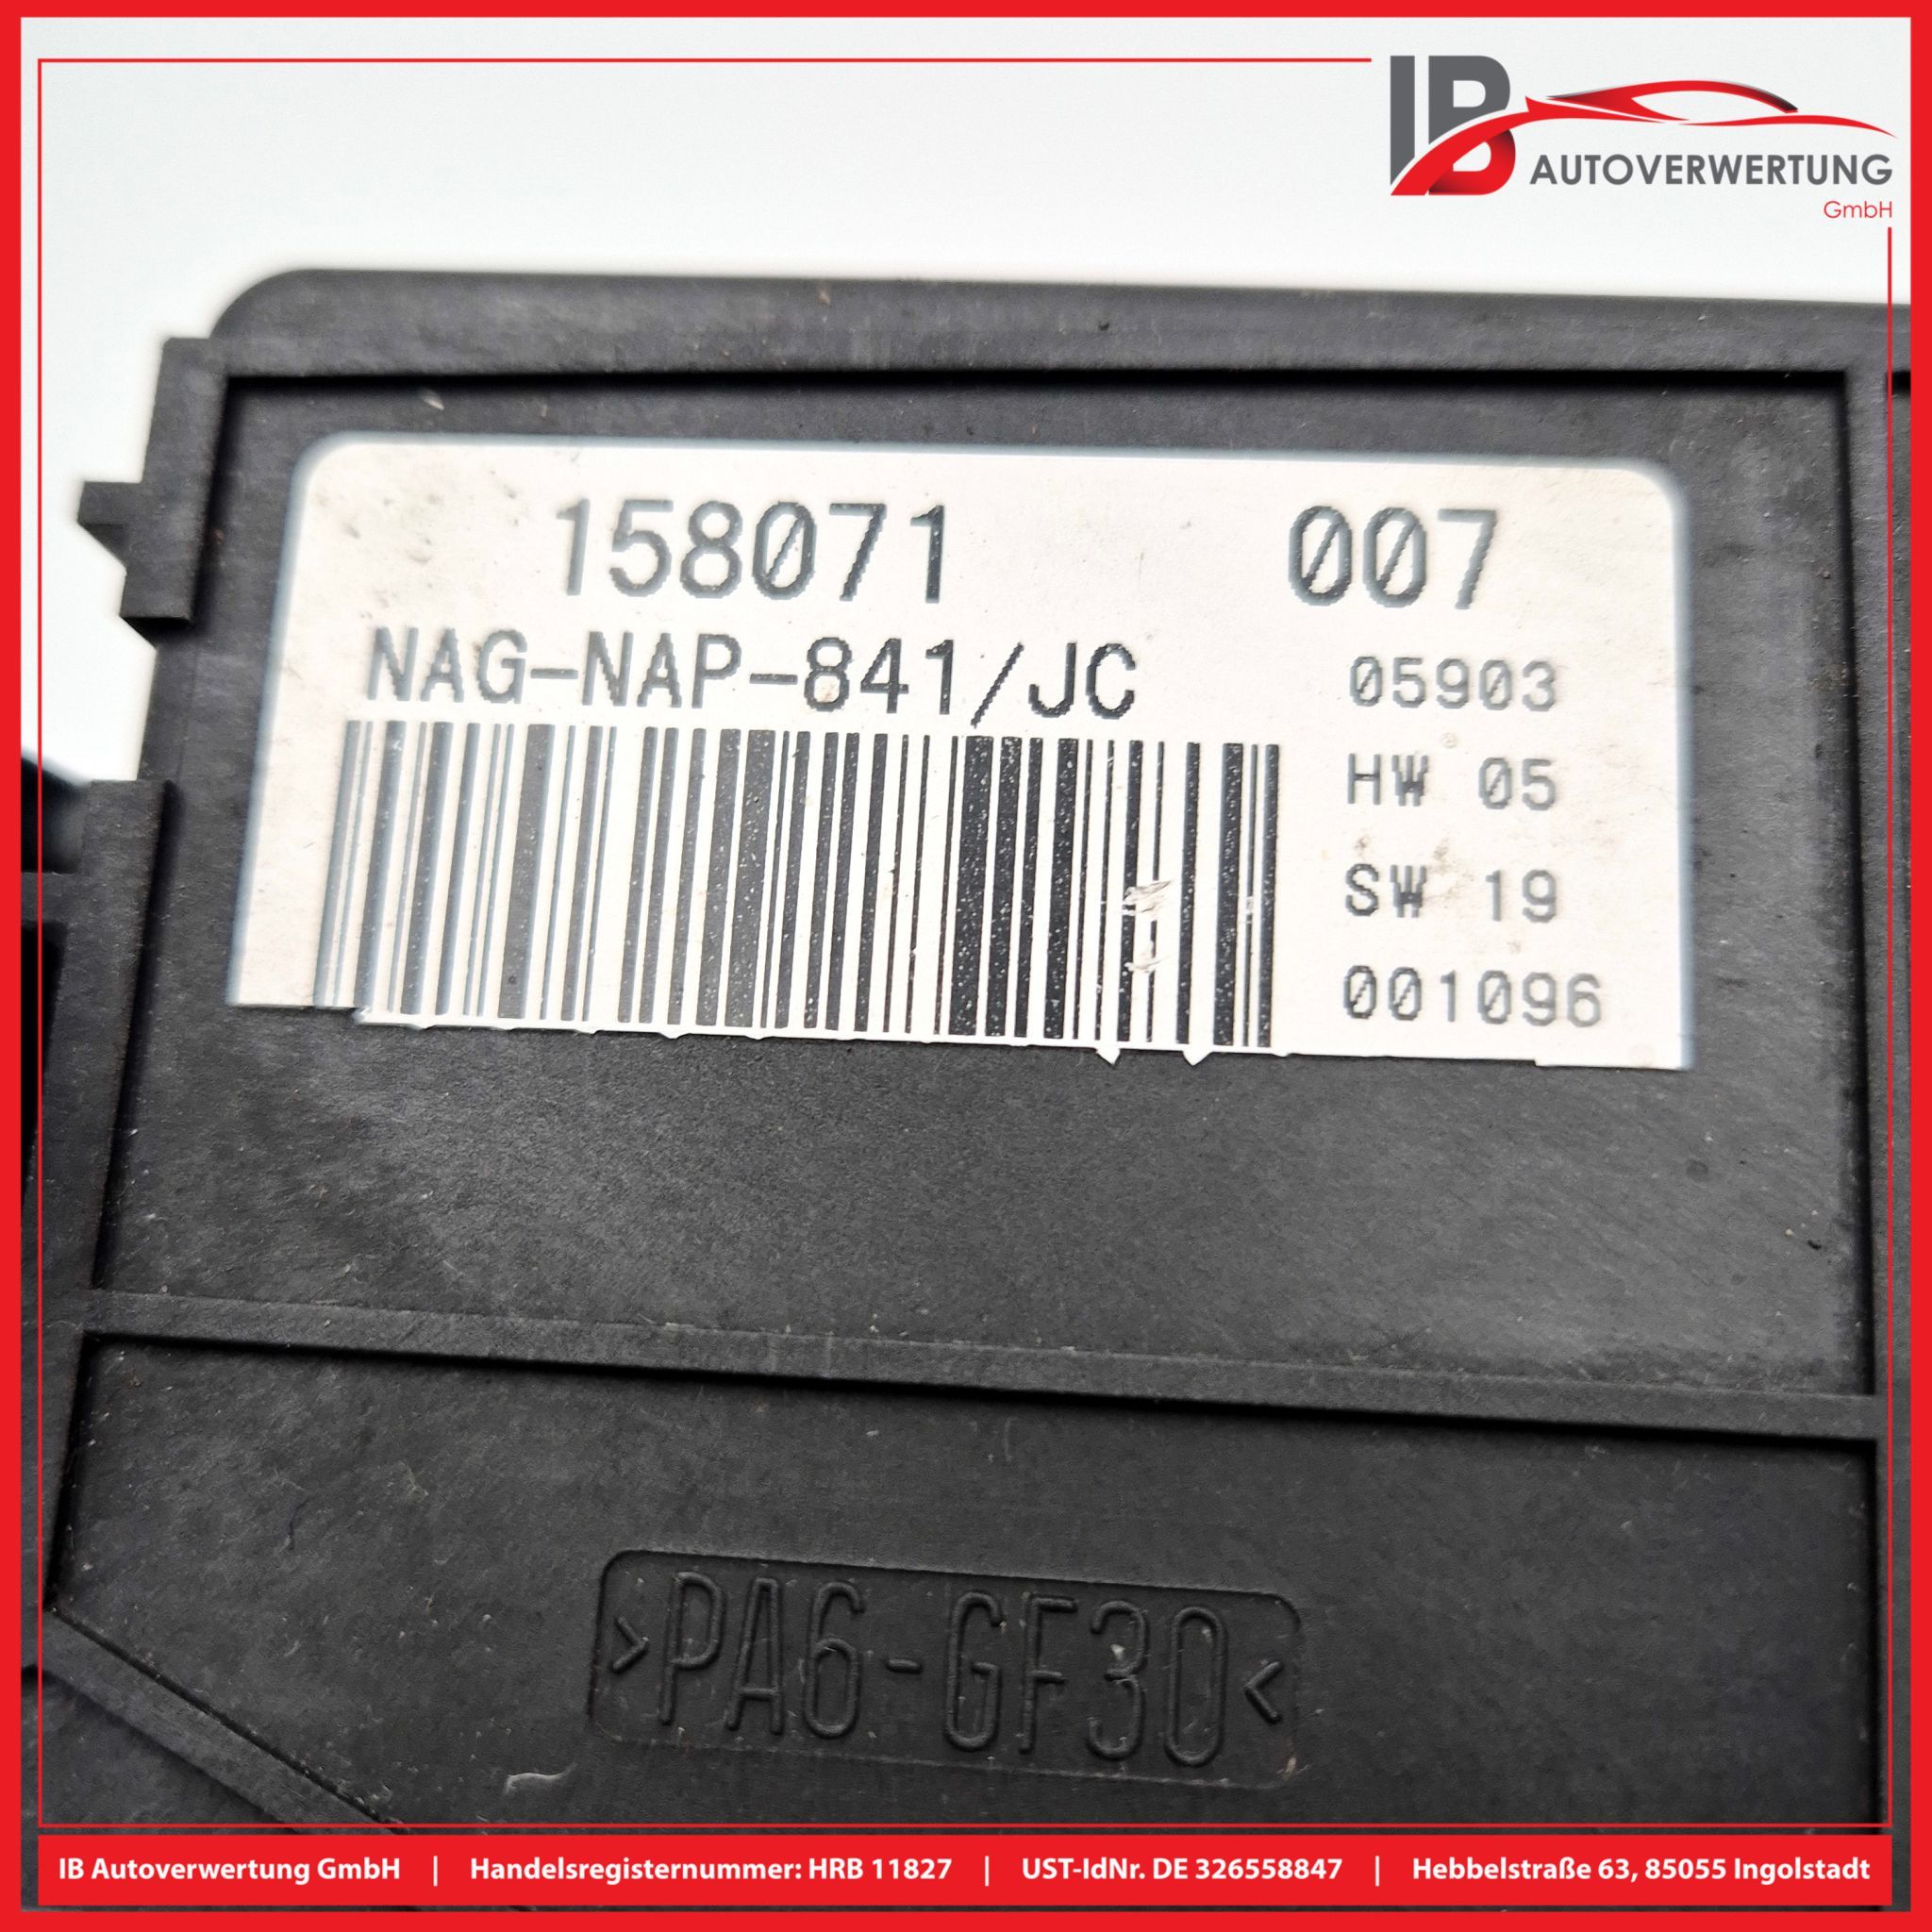 IB AUTOVERWERTUNG
GmbH
158071 007
NAG-NAP-841/JC 05903
HW 05
SW 19
001096
>PA6-GF30<
IB Autoverwertung GmbH | Handelsregisternummer: HRB 11827 | UST-IdNr. DE 326558847 | Hebbelstraße 63, 85055 Ingolstadt